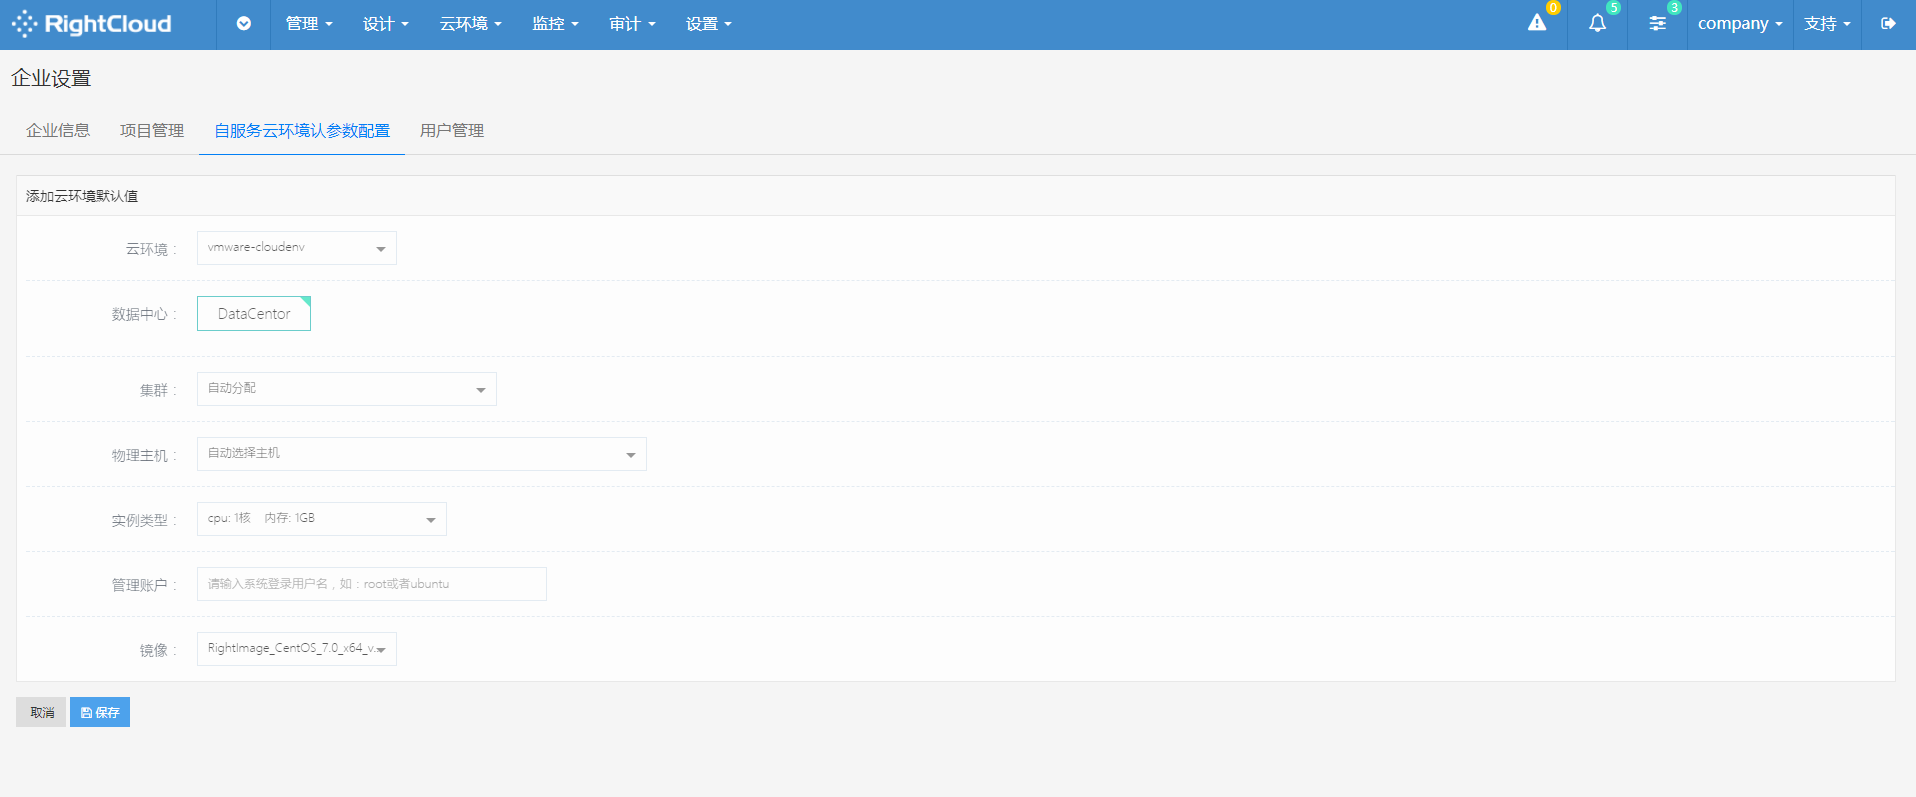 RightCloud 管理 设计 云环境 监控 审计 设置 0 5 3 company 支持
企业设置
企业信息 项目管理 自服务云环境认参数配置 用户管理
添加云环境默认值
云环境： vmware-cloudenv
数据中心： DataCentor
集群： 自动分配
物理主机： 自动选择主机
实例类型： cpu: 1核 内存: 1GB
管理账户： 请输入系统登录用户名，如：root或者ubuntu
镜像： RightImage_CentOS_7.0_x64_v...
取消 保存